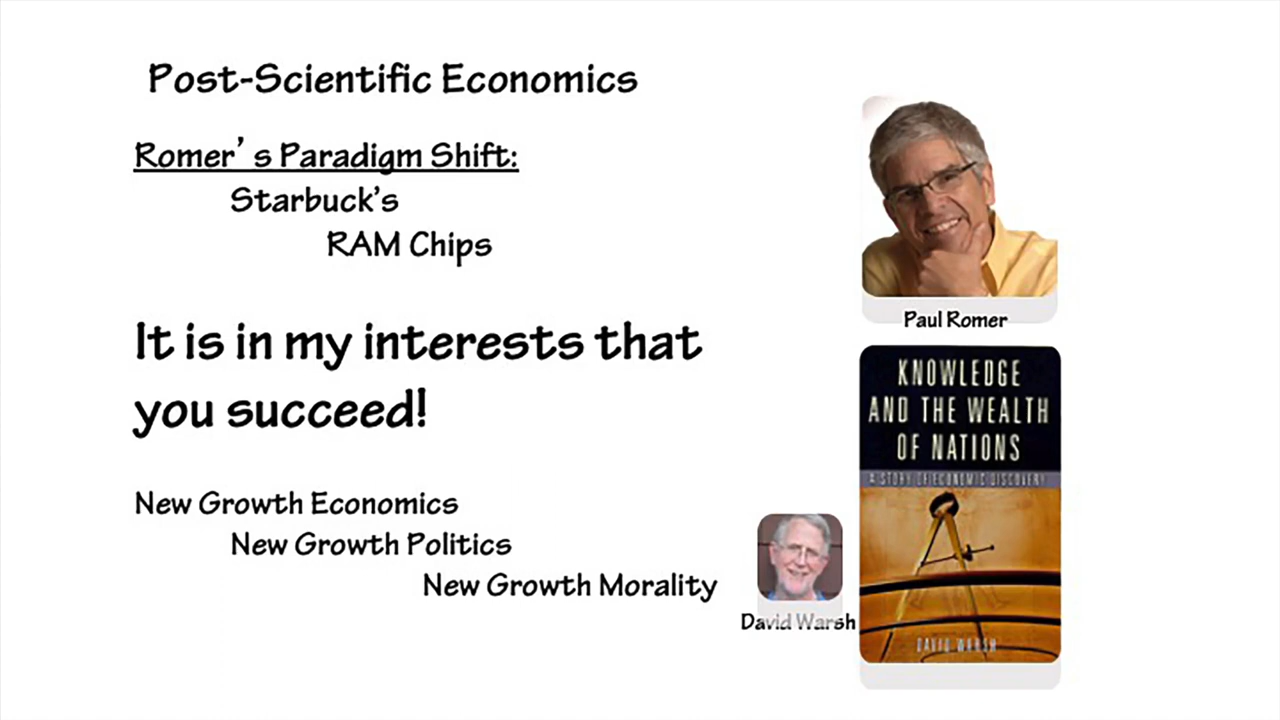 Post-Scientific Economics
Romer’ s Paradigm Shift:
Starbuck’s
RAM Chips
It is in my interests that
you succeed!
New Growth Economics
New Growth Politics
New Growth Morality
Paul Romer
KNOWLEDGE
AND THE WEALTH
OF NATIONS
A STORY OF ECONOMIC DISCOVERY
DAVID WARSH
David Warsh